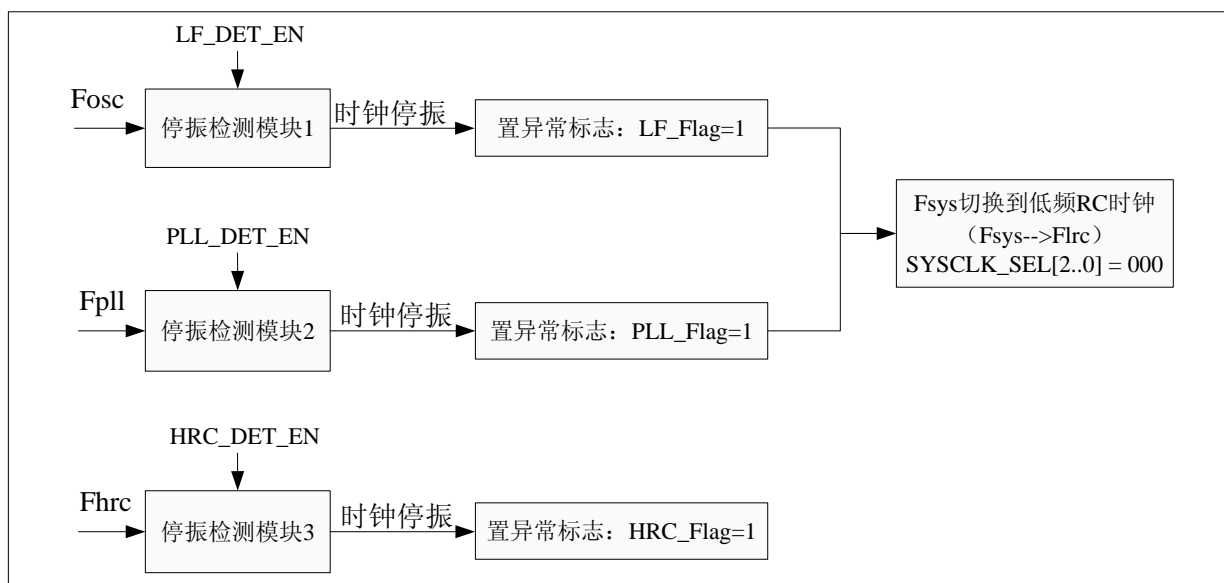 LF_DET_EN
Fosc
停振检测模块1
时钟停振
置异常标志：LF_Flag=1
Fsys切换到低频RC时钟
（Fsys-->Flrc）
SYSCLK_SEL[2..0] = 000
PLL_DET_EN
Fpll
停振检测模块2
时钟停振
置异常标志：PLL_Flag=1
HRC_DET_EN
Fhrc
停振检测模块3
时钟停振
置异常标志：HRC_Flag=1